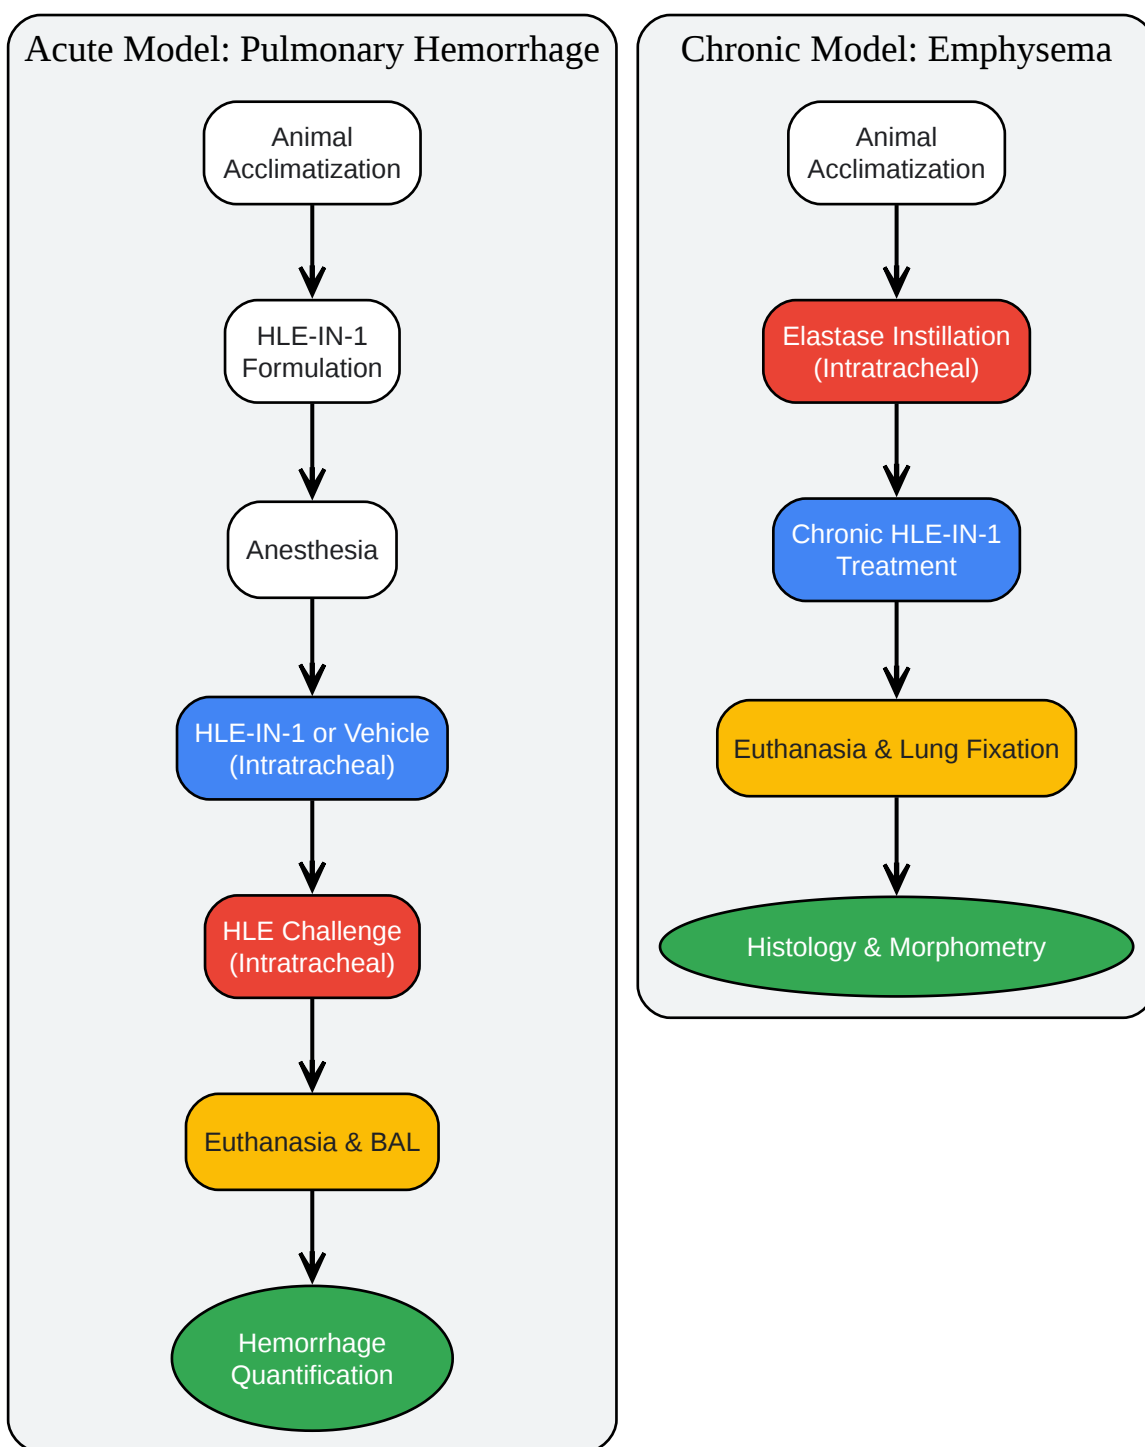 Acute Model: Pulmonary Hemorrhage
Animal
Acclimatization
HLE-IN-1
Formulation
Anesthesia
HLE-IN-1 or Vehicle
(Intratracheal)
HLE Challenge
(Intratracheal)
Euthanasia & BAL
Hemorrhage
Quantification
Chronic Model: Emphysema
Animal
Acclimatization
Elastase Instillation
(Intratracheal)
Chronic HLE-IN-1
Treatment
Euthanasia & Lung Fixation
Histology & Morphometry